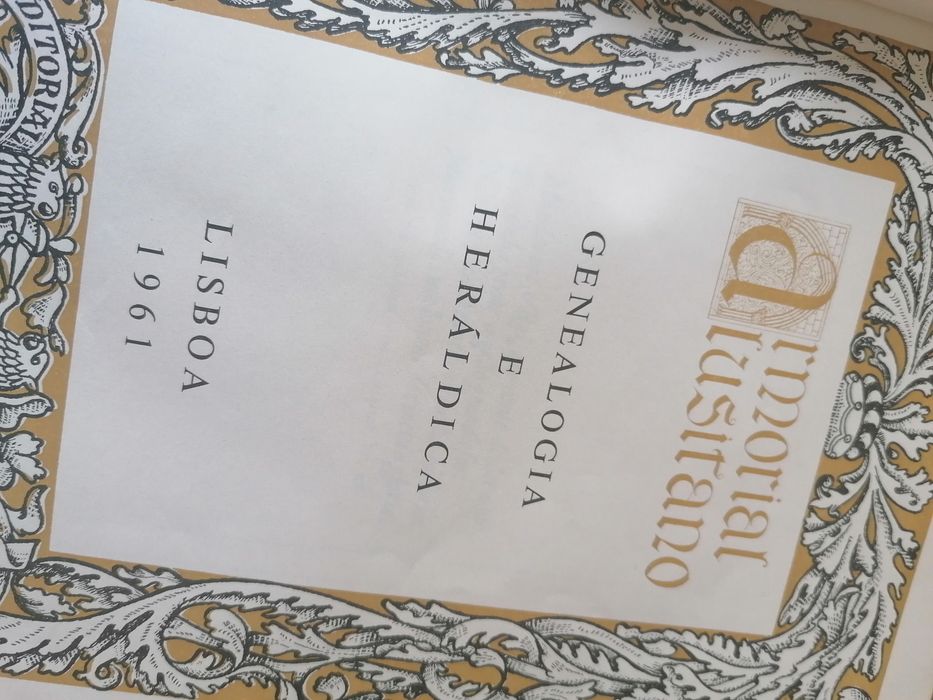 Armorial
Lusitano
GENEALOGIA
E
HERÁLDICA
LISBOA
1961